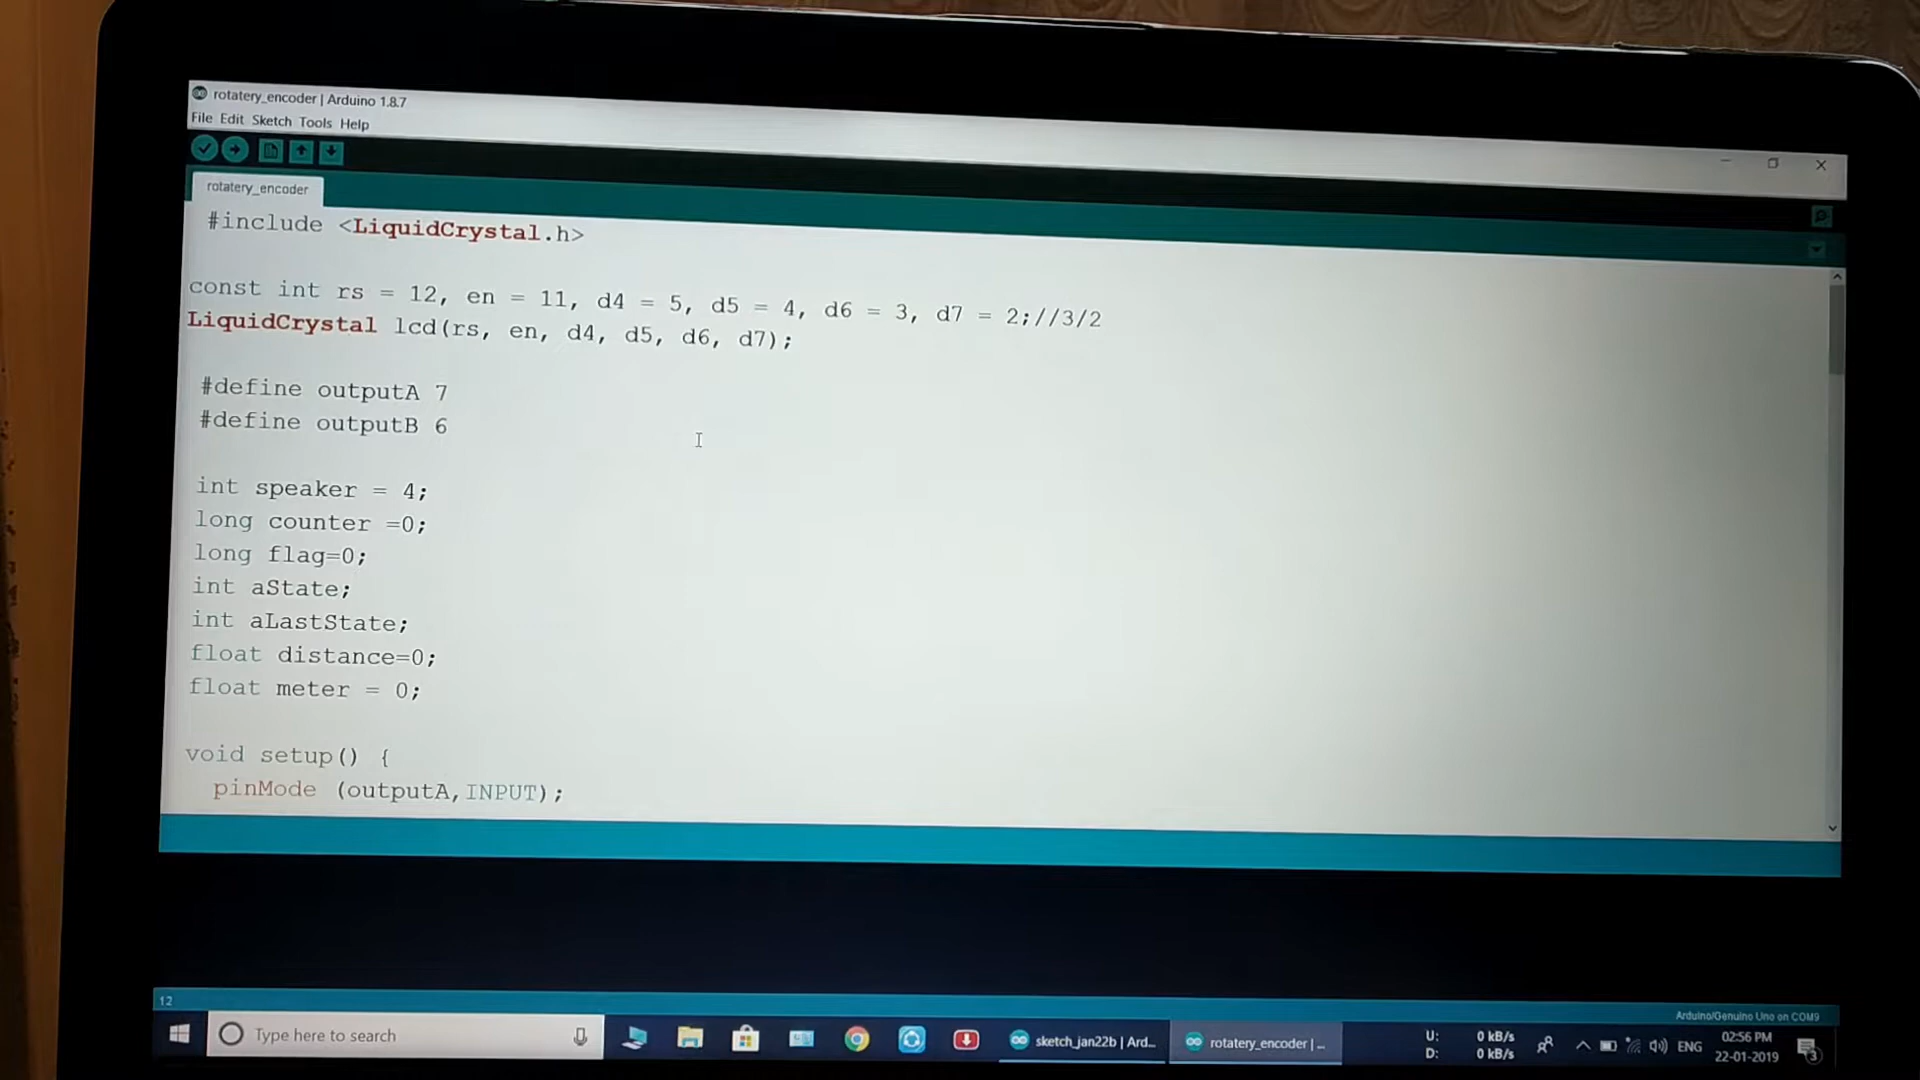 rotatery_encoder | Arduino 1.8.7
File Edit Sketch Tools Help
rotatery_encoder
#include <LiquidCrystal.h>
const int rs = 12, en = 11, d4 = 5, d5 = 4, d6 = 3, d7 = 2;//3/2
LiquidCrystal lcd(rs, en, d4, d5, d6, d7);
#define outputA 7
#define outputB 6
int speaker = 4;
long counter =0;
long flag=0;
int aState;
int aLastState;
float distance=0;
float meter = 0;
void setup() {
pinMode (outputA,INPUT);
12
Arduino/Genuino Uno on COM9
Type here to search
sketch_jan22b | Ard...
rotatery_encoder | ...
U: 0 kB/s
D: 0 kB/s
ENG
02:56 PM
22-01-2019
3